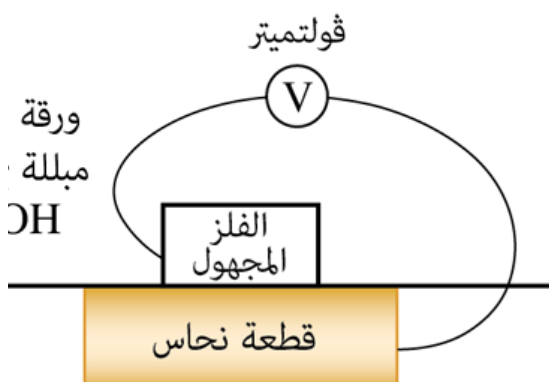 ڤولتميتر
V
ورقة
مبللة
OH
الفلز
المجهول
قطعة نحاس